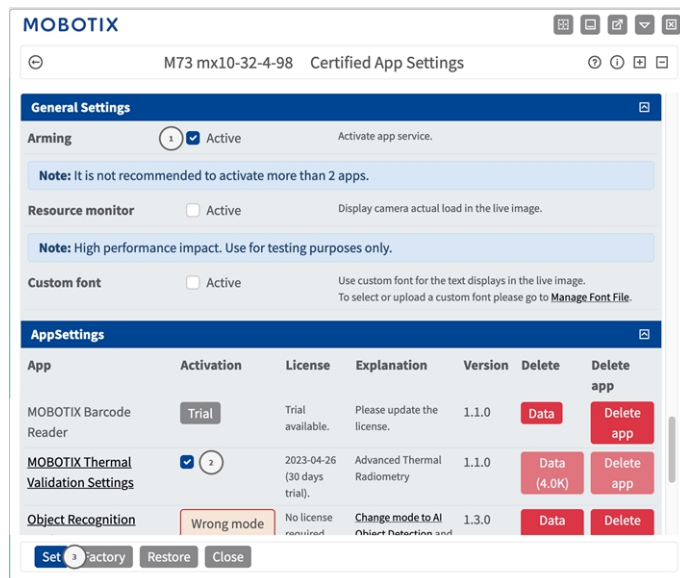 MOBOTIX
M73 mx10-32-4-98 Certified App Settings
General Settings
Arming 1 Active Activate app service.
Note: It is not recommended to activate more than 2 apps.
Resource monitor Active Display camera actual load in the live image.
Note: High performance impact. Use for testing purposes only.
Custom font Active Use custom font for the text displays in the live image.
To select or upload a custom font please go to Manage Font File.
AppSettings
App Activation License Explanation Version Delete Delete
app
MOBOTIX Barcode Trial Trial Please update the 1.1.0 Data Delete
Reader available. license. app
MOBOTIX Thermal 2 2023-04-26 Advanced Thermal 1.1.0 Data Delete
Validation Settings (30 days Radiometry (4.0K) app
trial).
Object Recognition Wrong mode No license Change mode to AI 1.3.0 Data Delete
required Object Detection and
Set 3 Factory Restore Close